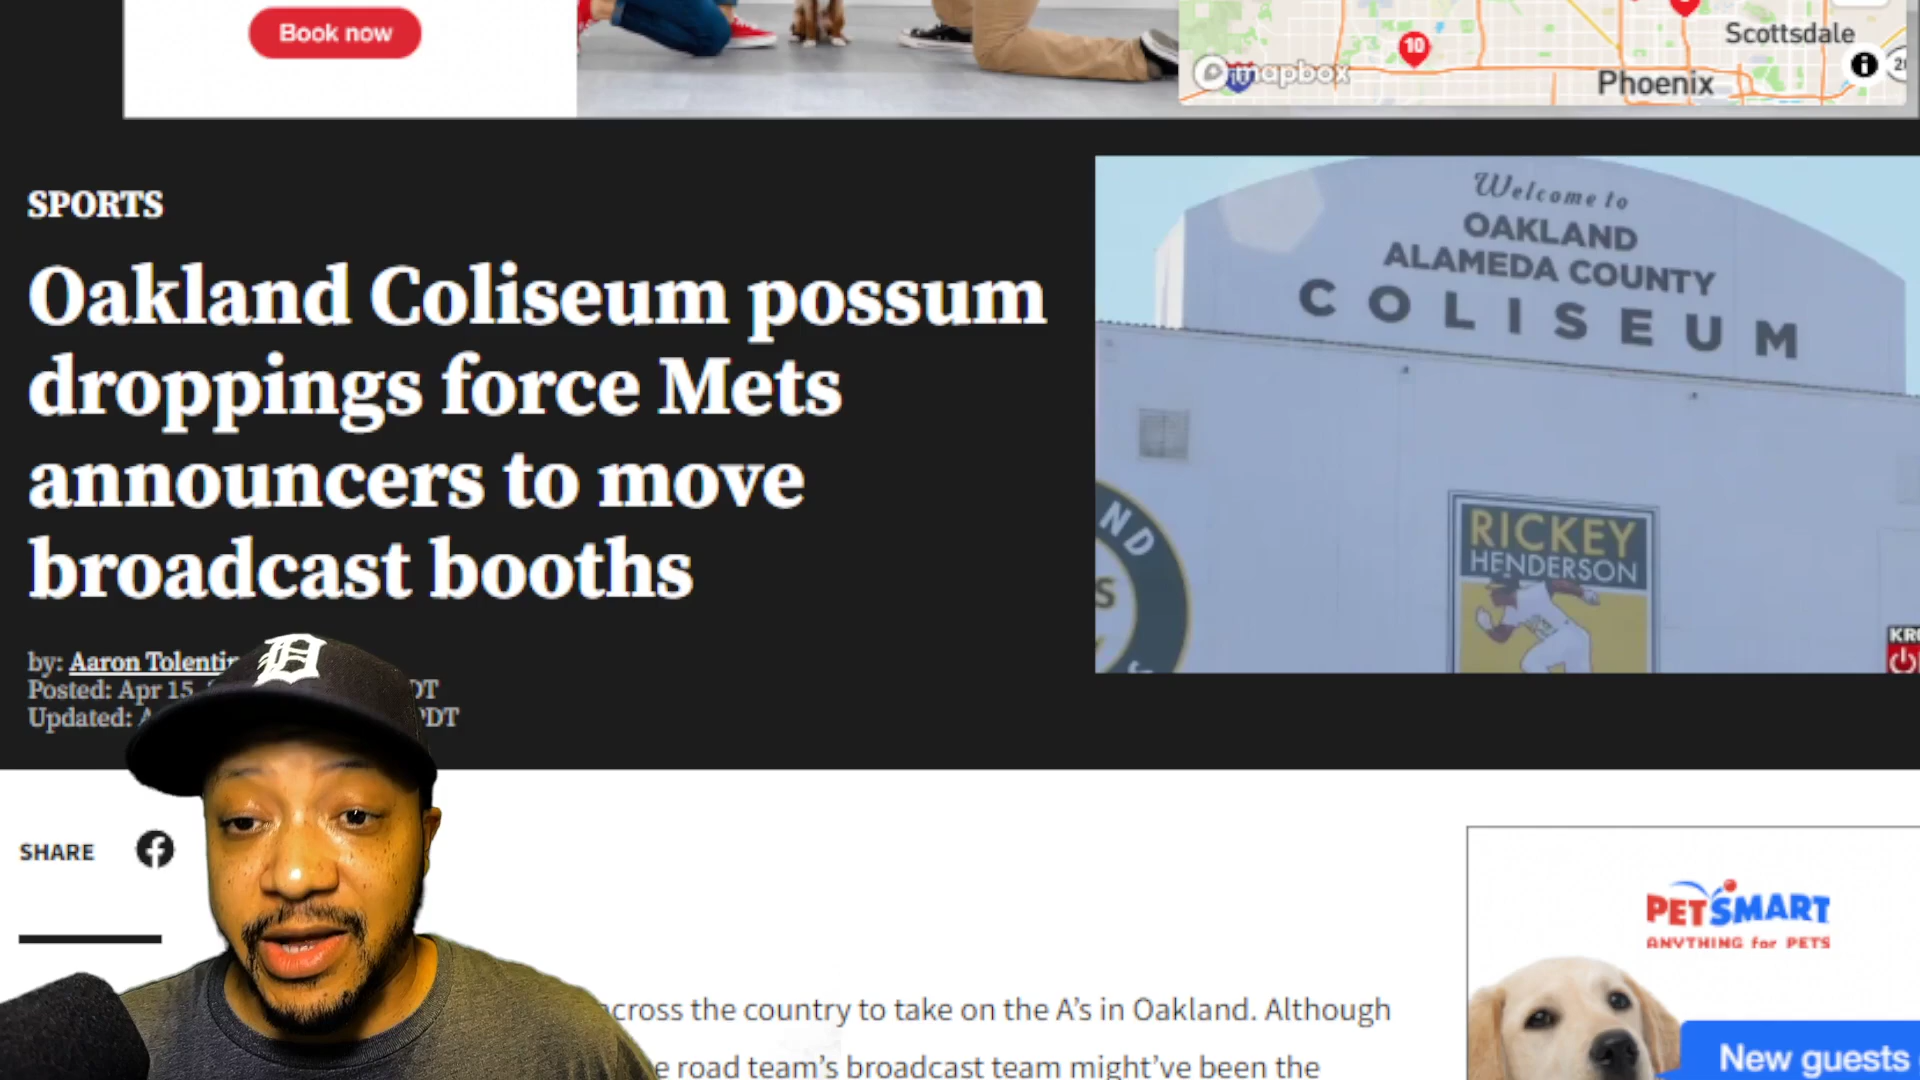 Book now
10
Scottsdale
mapbox
Phoenix
SPORTS
Oakland Coliseum possum
droppings force Mets
announcers to move
broadcast booths
Welcome to
OAKLAND
ALAMEDA COUNTY
COLISEUM
RICKEY
HENDERSON
by: Aaron
Posted: Apr 15,
Updated:
PDT
SHARE
PETSMART
ANYTHING for PETS
across the country to take on the A's in Oakland. Although
road team's broadcast team might've been the
New guests